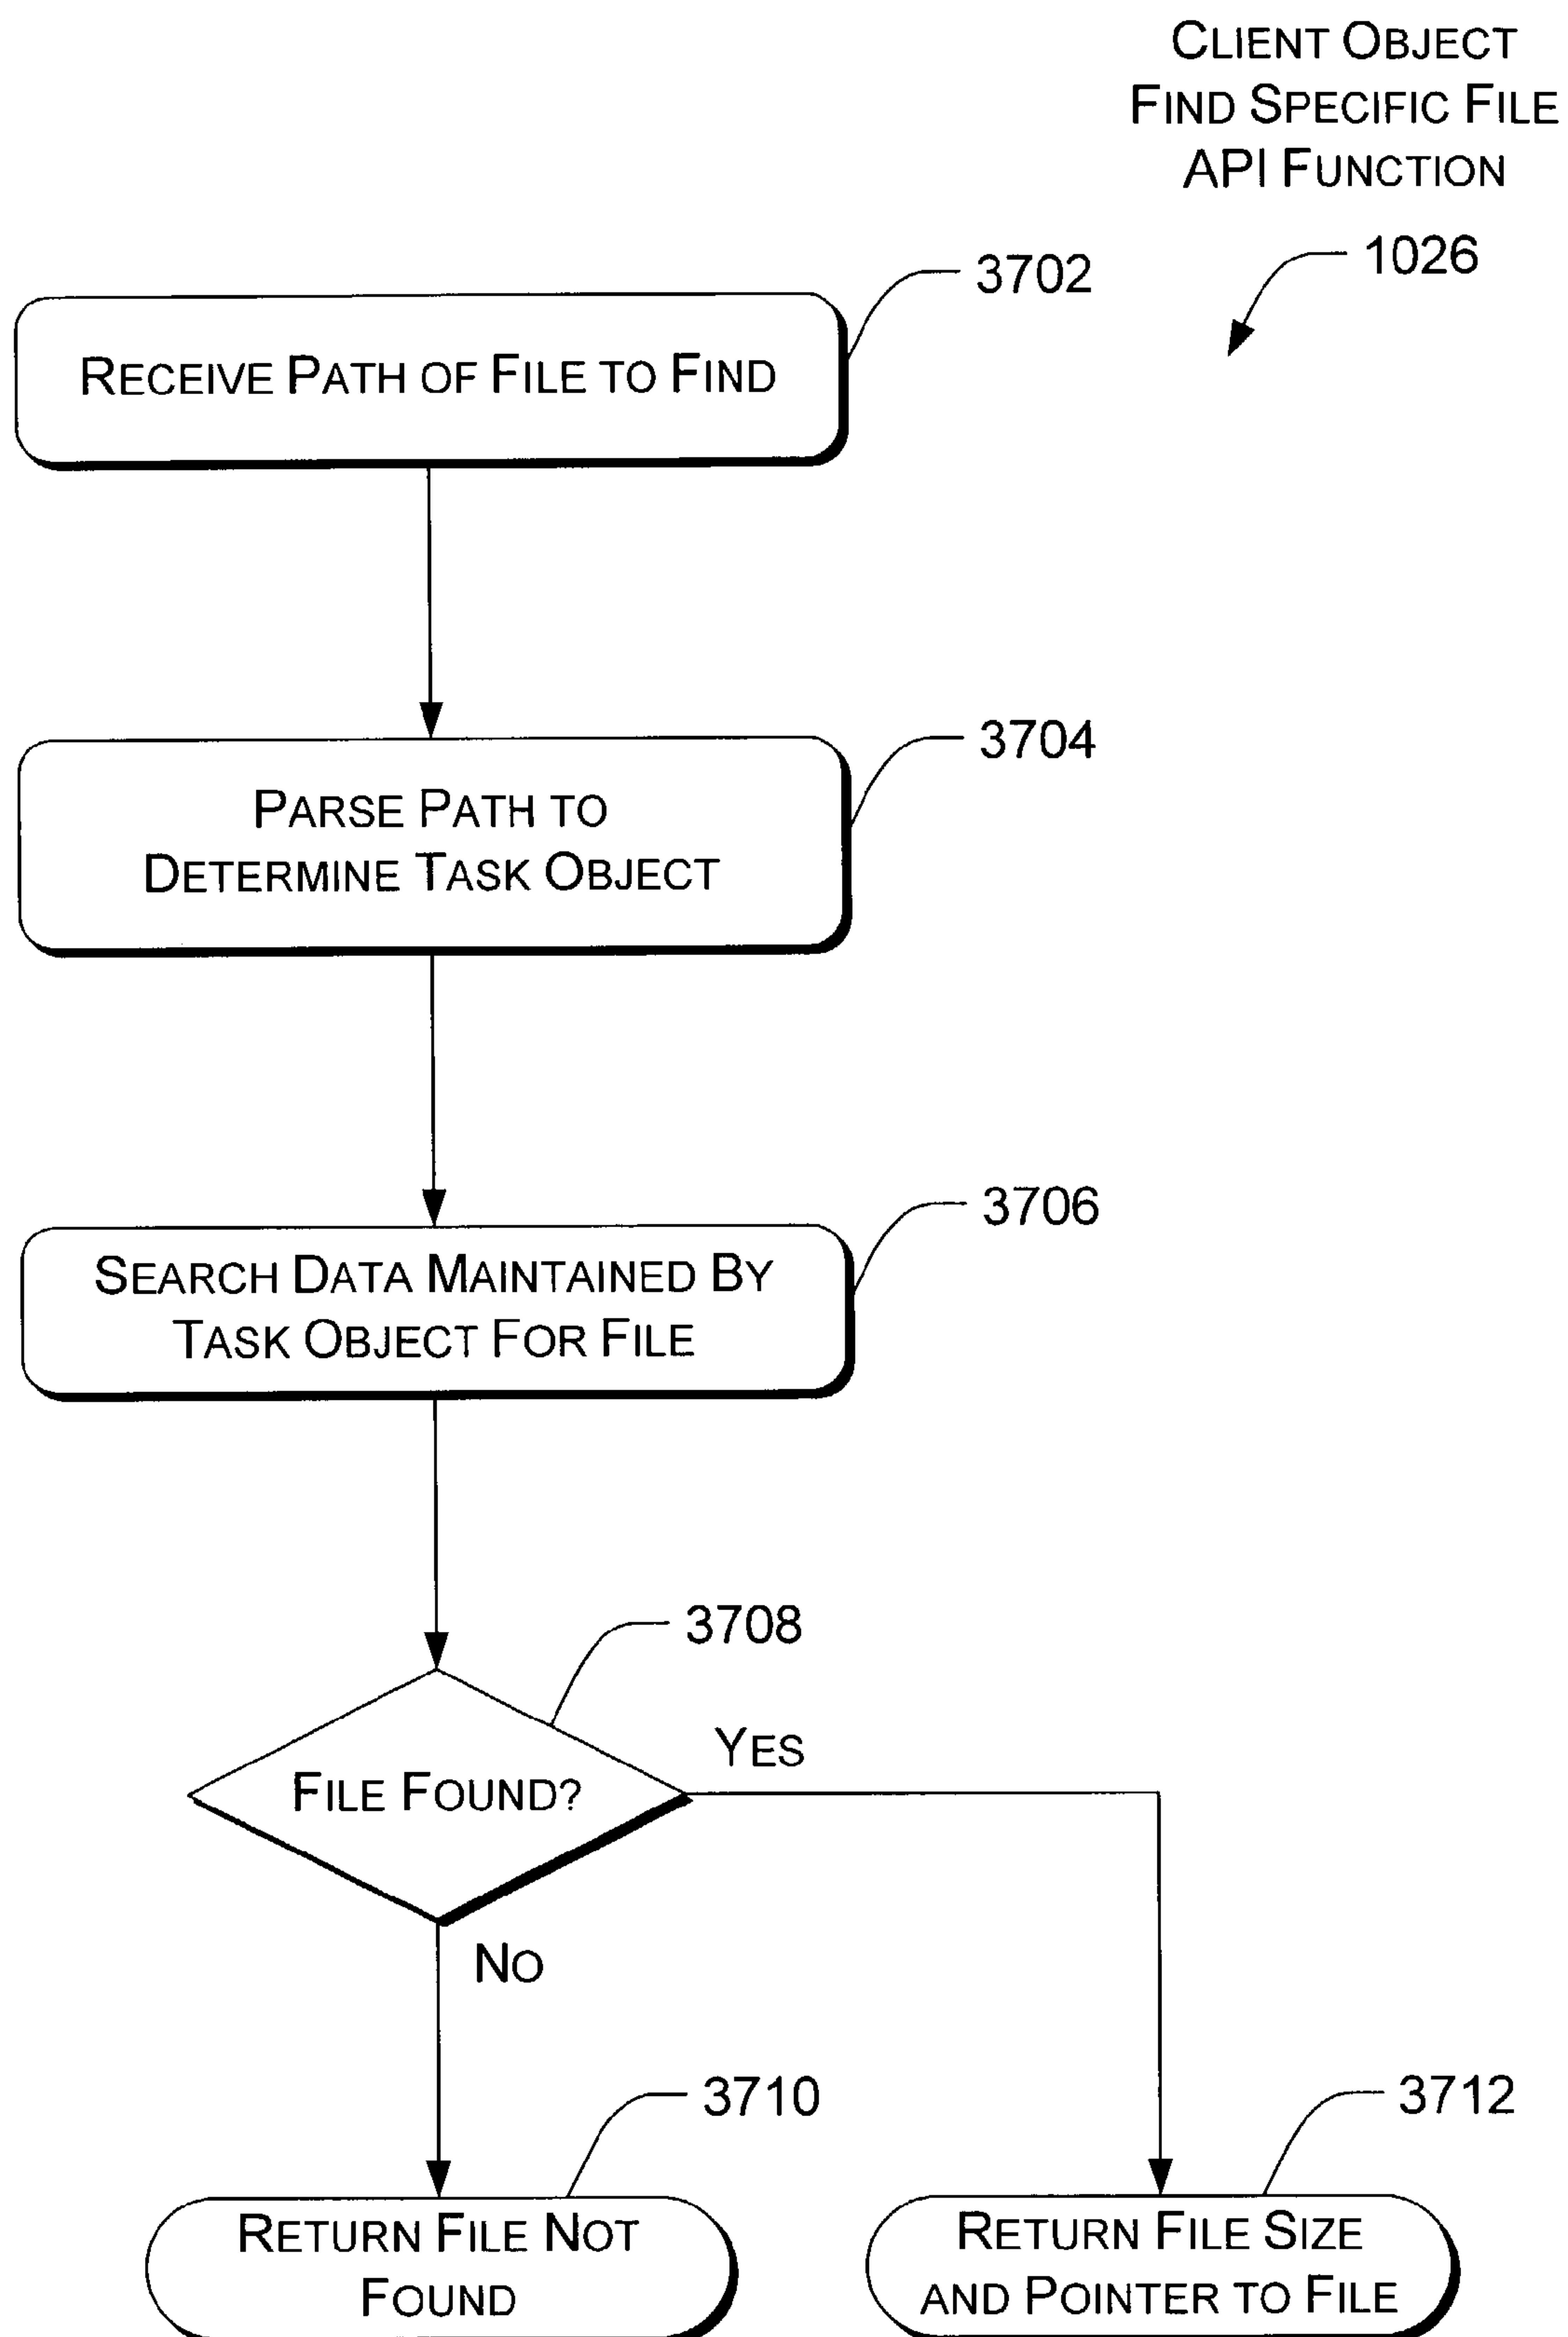 CLIENT OBJECT
FIND SPECIFIC FILE
API FUNCTION
1026
3702
RECEIVE PATH OF FILE TO FIND
3704
PARSE PATH TO
DETERMINE TASK OBJECT
3706
SEARCH DATA MAINTAINED BY
TASK OBJECT FOR FILE
3708
FILE FOUND?
YES
NO
3710
RETURN FILE NOT
FOUND
3712
RETURN FILE SIZE
AND POINTER TO FILE